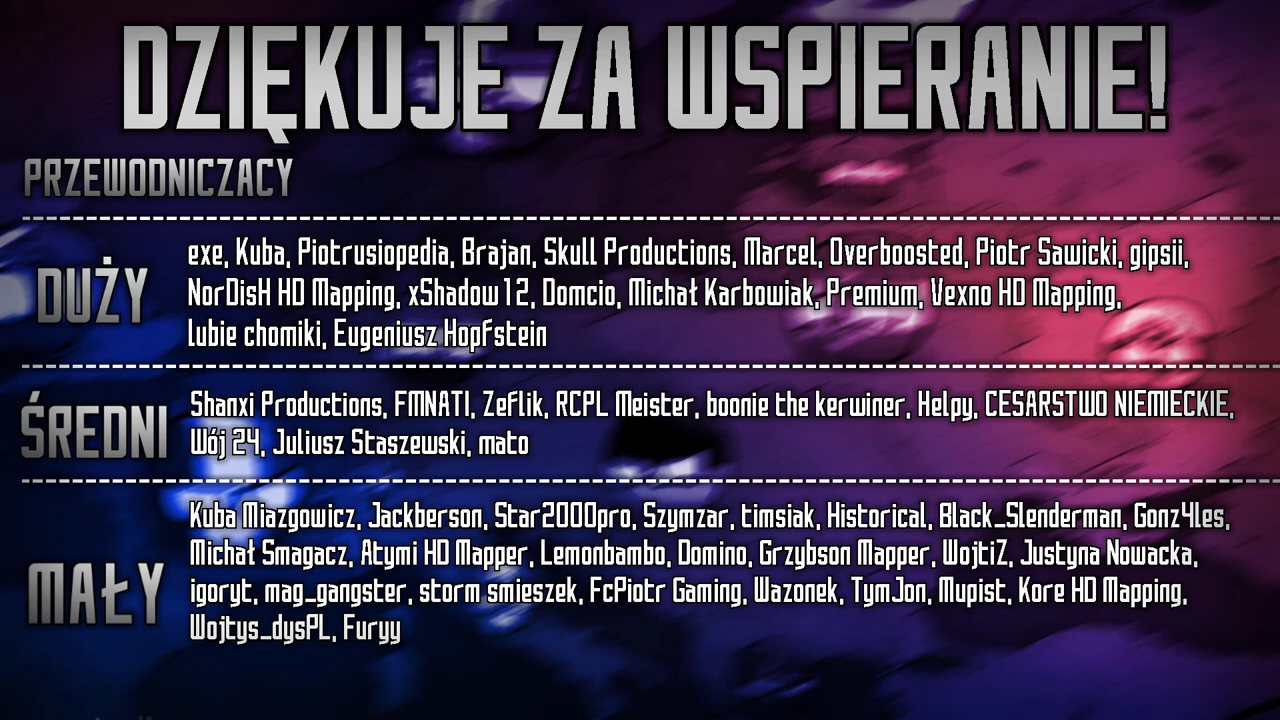 DZIĘKUJE ZA WSPIERANIE!
PRZEWODNICZACY
DUŻY
exe, Kuba, Piotrusiopedia, Brajan, Skull Productions, Marcel, Overboosted, Piotr Sawicki, gipsii,
NorDisH HD Mapping, xShadow12, Domcio, Michał Karbowiak, Premium, Vexno HD Mapping,
lubie chomiki, Eugeniusz Hopfstein
ŚREDNI
Shanxi Productions, FMNATI, Zeflik, RCPL Meister, boonie the kerwiner, Helpy, CESARSTWO NIEMIECKIE,
Wój 24, Juliusz Staszewski, mato
MAŁY
Kuba Miazgowicz, Jackberson, Star2000pro, Szymzar, timsiak, Historical, Black_Slenderman, Gonz4les,
Michał Smagacz, Atymi HD Mapper, Lemonbambo, Domino, Grzybson Mapper, WojtiZ, Justyna Nowacka,
igoryt, mag_gangster, storm smieszek, FcPiotr Gaming, Wazonek, TymJon, Mupist, Kore HD Mapping,
Wojtys_dysPL, Furyy